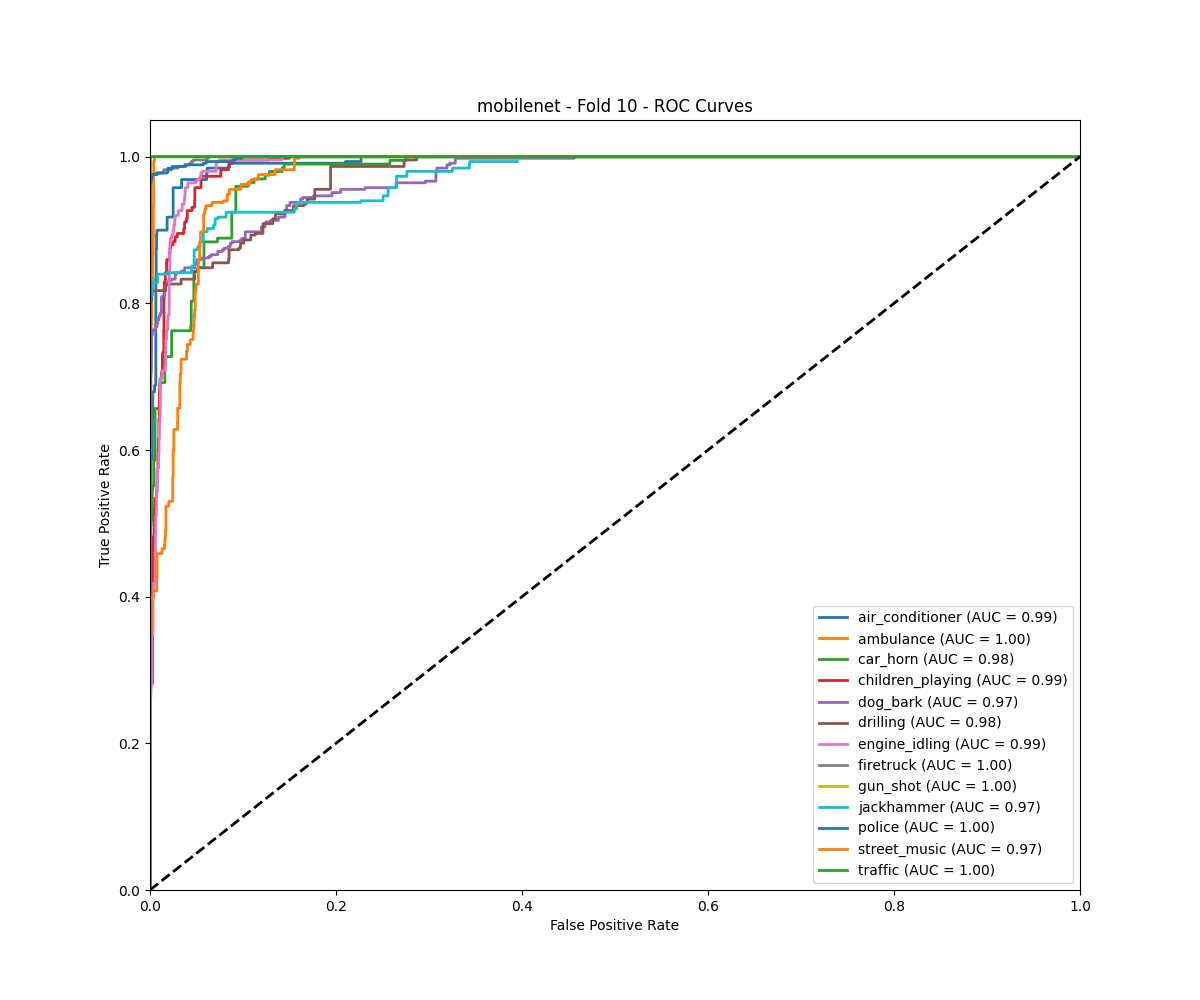 mobilenet - Fold 10 - ROC Curves
1.0
0.8
0.6
0.4
0.2
0.0
True Positive Rate
0.0
0.2
0.4
0.6
0.8
1.0
False Positive Rate
air_conditioner (AUC = 0.99)
ambulance (AUC = 1.00)
car_horn (AUC = 0.98)
children_playing (AUC = 0.99)
dog_bark (AUC = 0.97)
drilling (AUC = 0.98)
engine_idling (AUC = 0.99)
firetruck (AUC = 1.00)
gun_shot (AUC = 1.00)
jackhammer (AUC = 0.97)
police (AUC = 1.00)
street_music (AUC = 0.97)
traffic (AUC = 1.00)